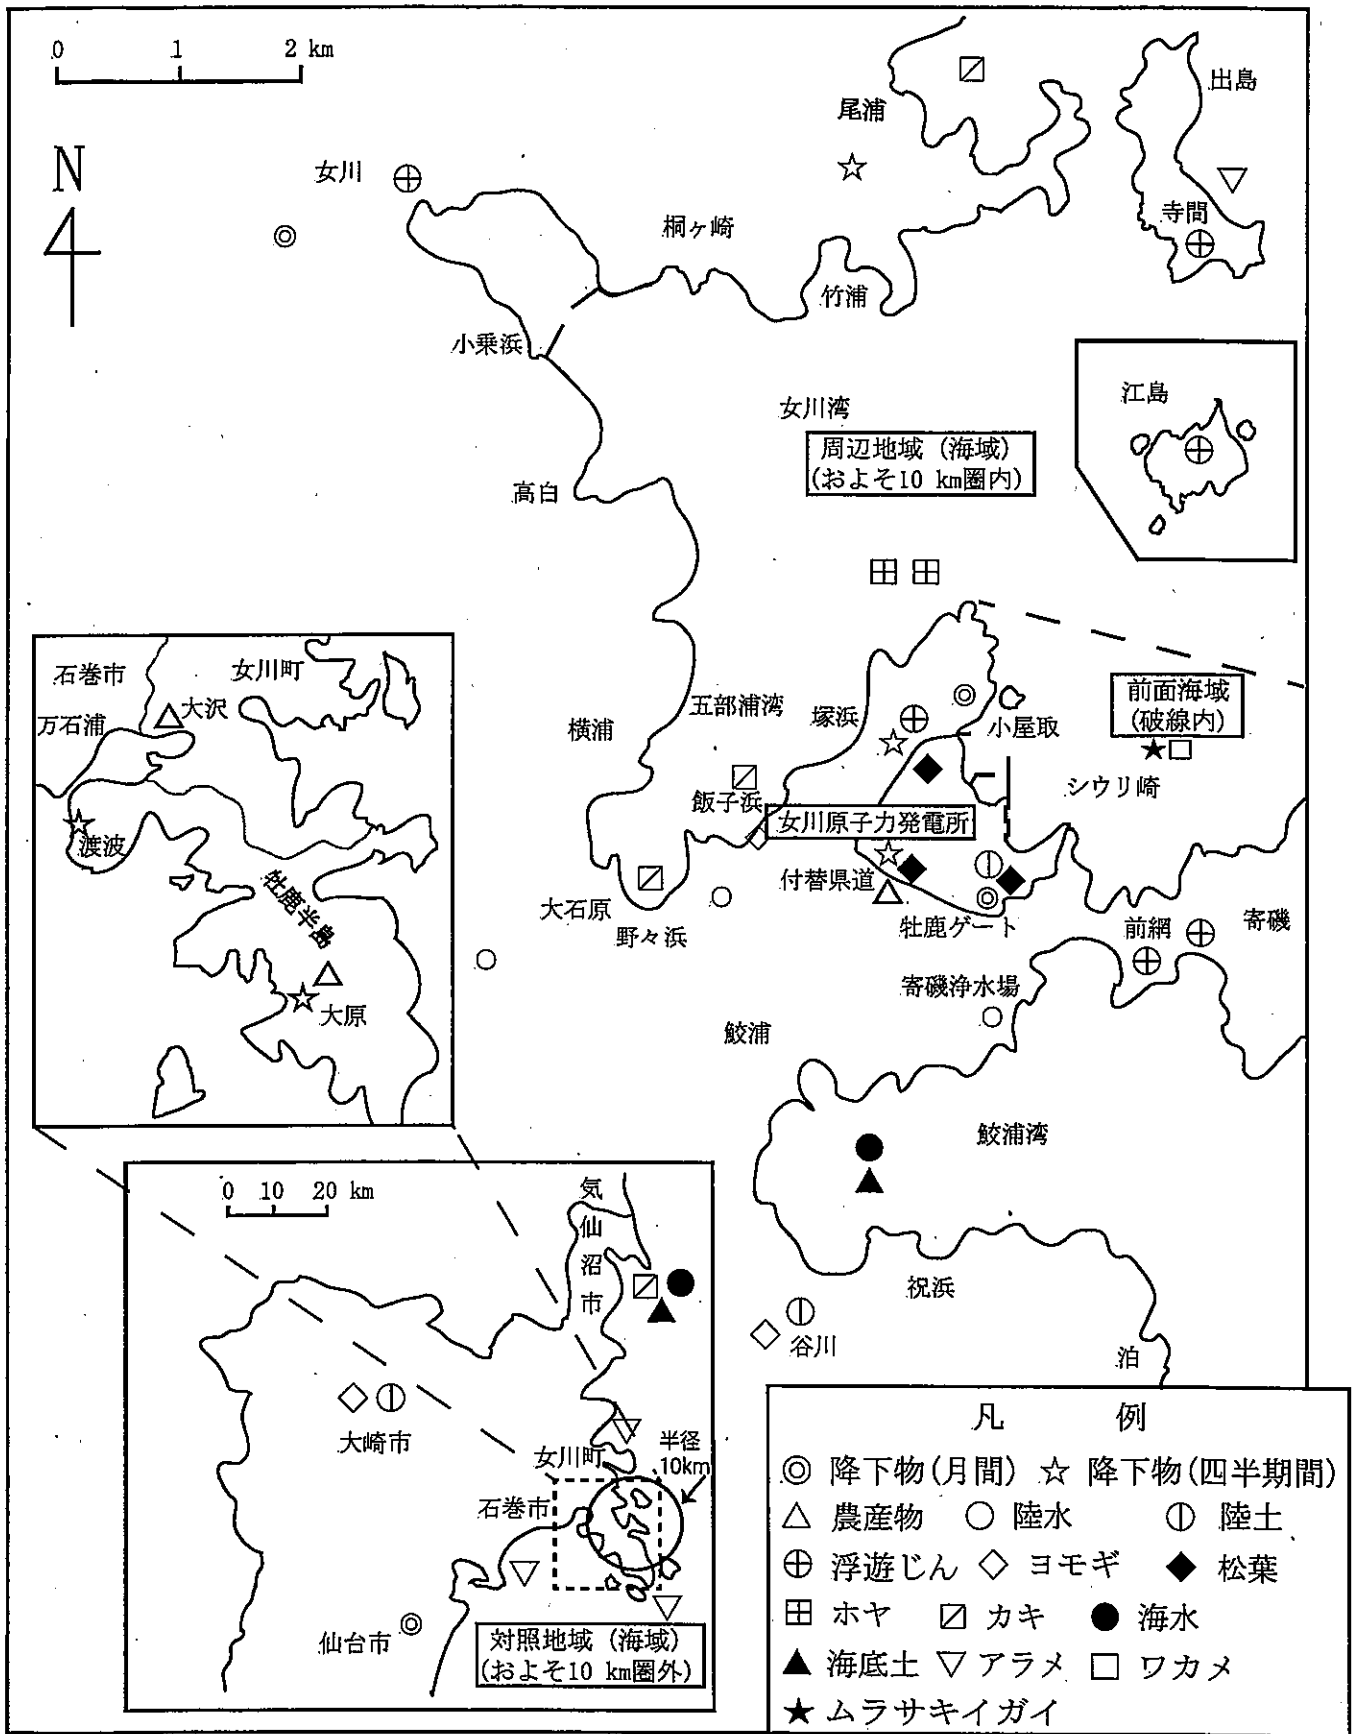 0 1 2 km
N
女川
尾浦
出島
寺間
桐ヶ崎
竹浦
小乗浜
女川湾
周辺地域 (海域)
(およそ10 km圏内)
江島
高白
石巻市
女川町
大沢
万石浦
渡波
牡鹿半島
大原
五部浦湾
横浦
塚浜
小屋取
前面海域
(破線内)
シウリ崎
飯子浜
女川原子力発電所
付替県道
大石原
野々浜
牡鹿ゲート
前網
寄磯
寄磯浄水場
鮫浦
鮫浦湾
祝浜
谷川
泊
0 10 20 km
気仙沼市
大崎市
女川町
半径
10km
石巻市
仙台市
対照地域 (海域)
(およそ10 km圏外)
凡 例
◎ 降下物(月間) ☆ 降下物(四半期間)
△ 農産物 ○ 陸水 ⦶ 陸土
⊕ 浮遊じん ◇ ヨモギ ◆ 松葉
⊞ ホヤ ⧄ カキ ● 海水
▲ 海底土 ▽ アラメ □ ワカメ
★ ムラサキイガイ